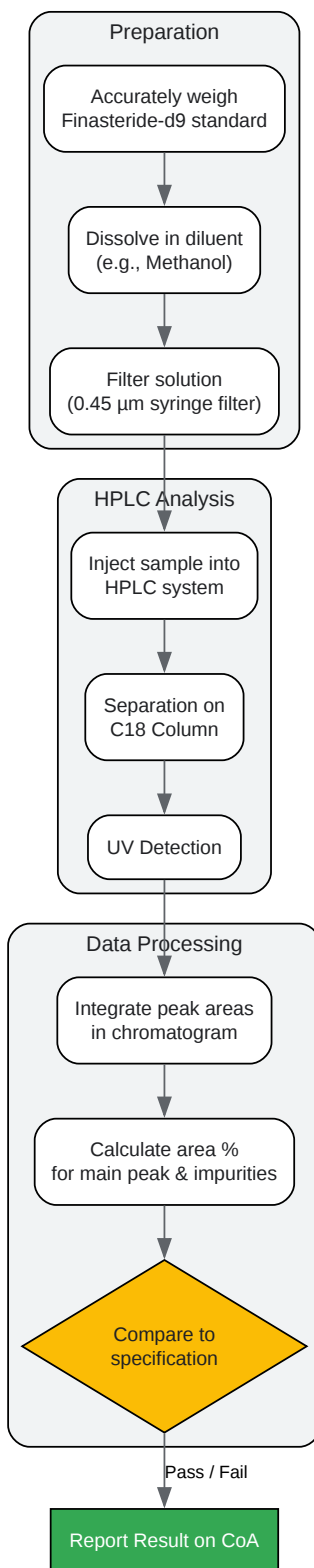 Preparation
Accurately weigh
Finasteride-d9 standard
Dissolve in diluent
(e.g., Methanol)
Filter solution
(0.45 µm syringe filter)
HPLC Analysis
Inject sample into
HPLC system
Separation on
C18 Column
UV Detection
Data Processing
Integrate peak areas
in chromatogram
Calculate area %
for main peak & impurities
Compare to
specification
Pass / Fail
Report Result on CoA